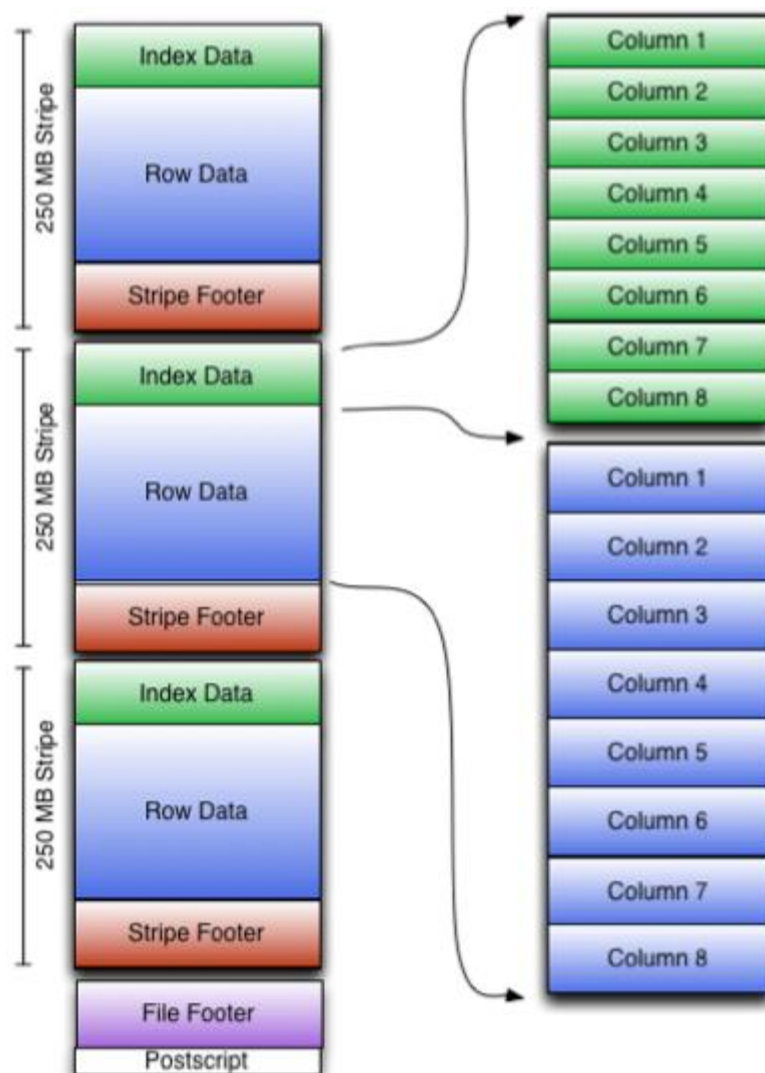 250 MB Stripe
Index Data
Row Data
Stripe Footer
250 MB Stripe
Index Data
Row Data
Stripe Footer
250 MB Stripe
Index Data
Row Data
Stripe Footer
File Footer
Postscript
Column 1
Column 2
Column 3
Column 4
Column 5
Column 6
Column 7
Column 8
Column 1
Column 2
Column 3
Column 4
Column 5
Column 6
Column 7
Column 8